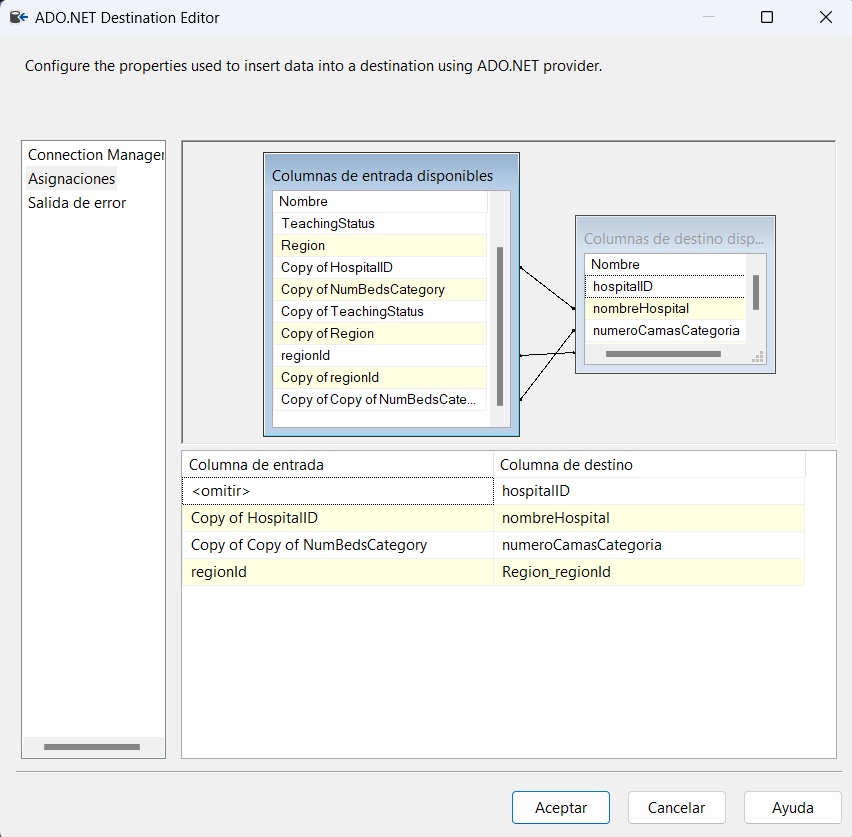 ADO.NET Destination Editor
Configure the properties used to insert data into a destination using ADO.NET provider.
Connection Manager
Asignaciones
Salida de error
Columnas de entrada disponibles
Nombre
TeachingStatus
Region
Copy of HospitalID
Copy of NumBedsCategory
Copy of TeachingStatus
Copy of Region
regionId
Copy of regionId
Copy of Copy of NumBedsCate...
Columnas de destino disp...
Nombre
hospitalID
nombreHospital
numeroCamasCategoria
Columna de entrada Columna de destino
<omitir> hospitalID
Copy of HospitalID nombreHospital
Copy of Copy of NumBedsCategory numeroCamasCategoria
regionId Region_regionId
Aceptar Cancelar Ayuda